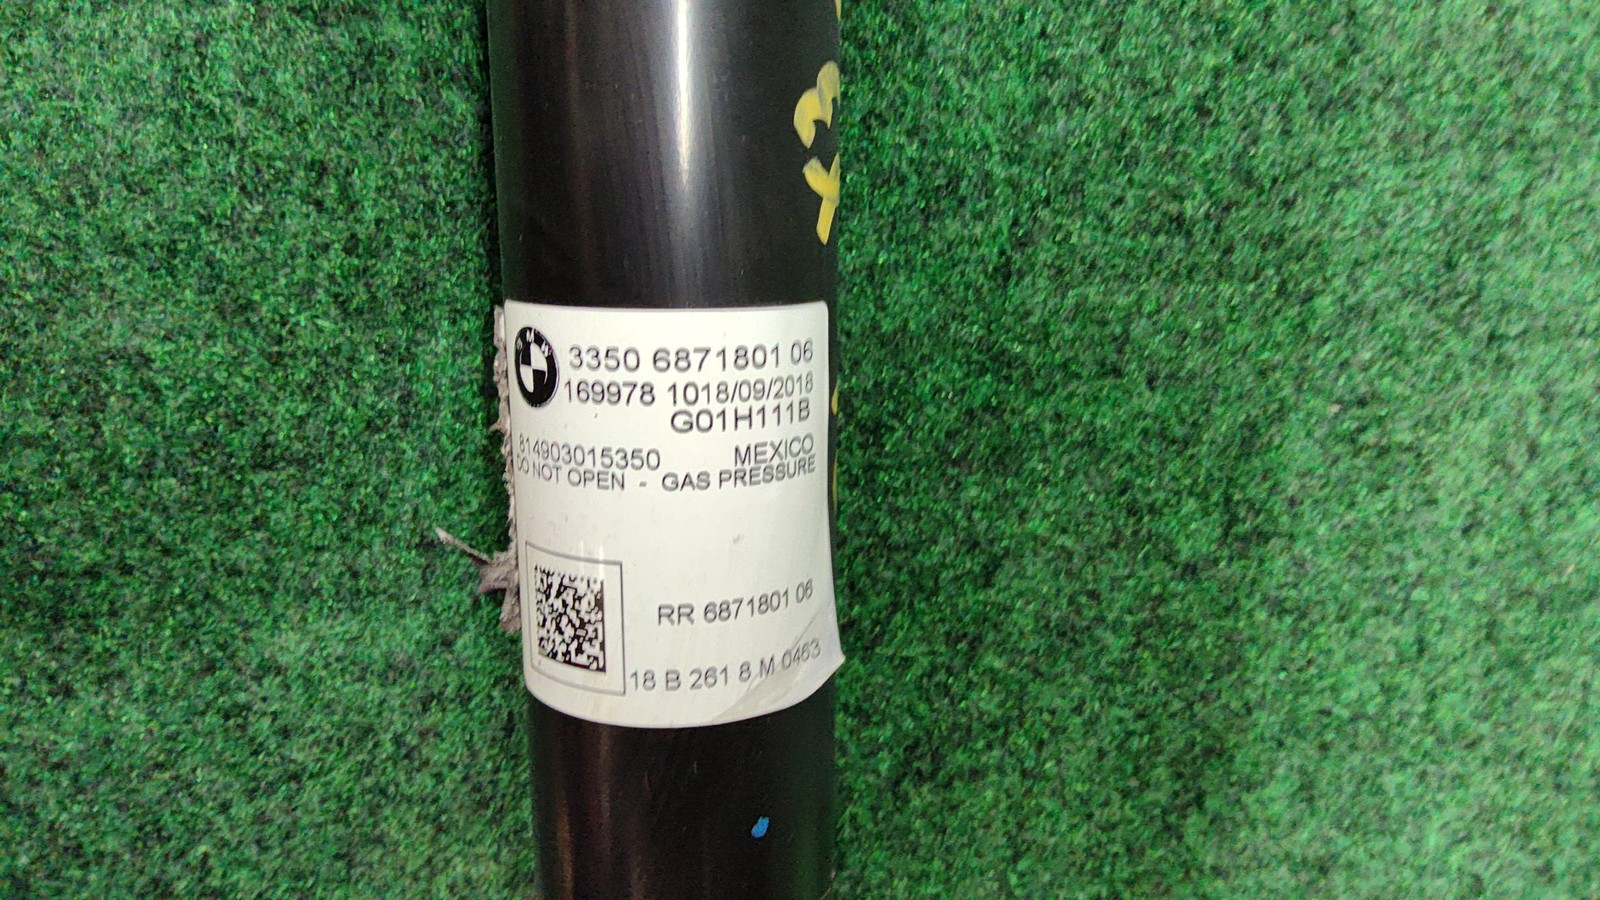 BMW
3350 6871801 06
169978 1018/09/2018
G01H111B
814903015350 MEXICO
DO NOT OPEN - GAS PRESSURE
RR 6871801 06
18 B 261 8 M 0463